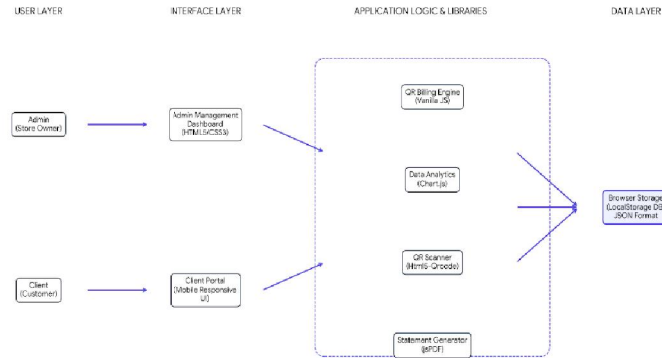 USER LAYER
INTERFACE LAYER
APPLICATION LOGIC & LIBRARIES
DATA LAYER
QR Billing Engine
(Vanilla JS)
Admin
(Store Owner)
Admin Management
Dashboard
(HTML5/CSS3)
Data Analytics
(Chart.js)
Browser Storage
(LocalStorage DB)
JSON Format
QR Scanner
(Html5-Qrcode)
Client
(Customer)
Client Portal
(Mobile Responsive
UI)
Statement Generator
(jsPDF)